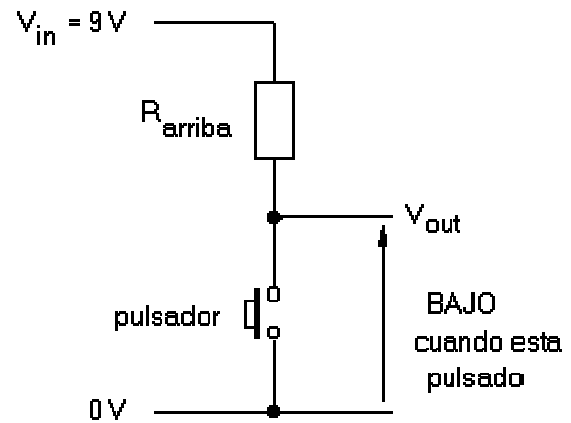 Vin = 9 V
Rarriba
Vout
pulsador
BAJO
cuando esta
pulsado
0 V